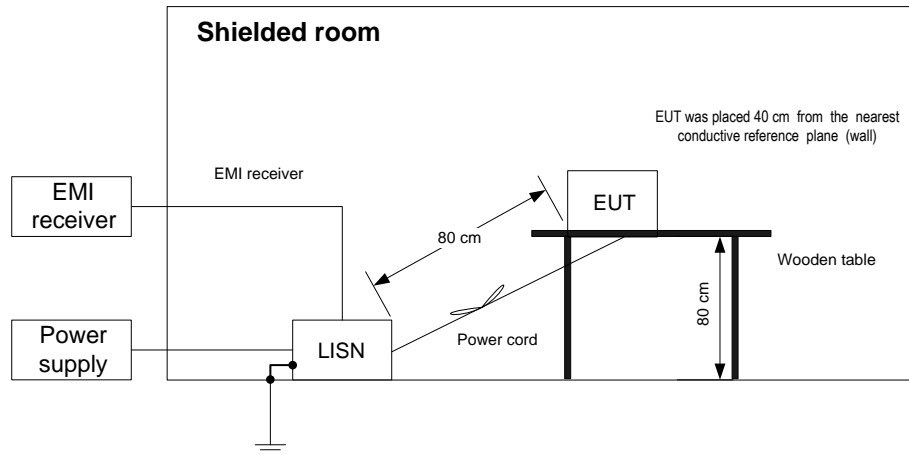 Shielded room
EUT was placed 40 cm from the nearest
conductive reference plane (wall)
EMI receiver
EMI
receiver
EUT
80 cm
Wooden table
80 cm
Power
supply
LISN
Power cord